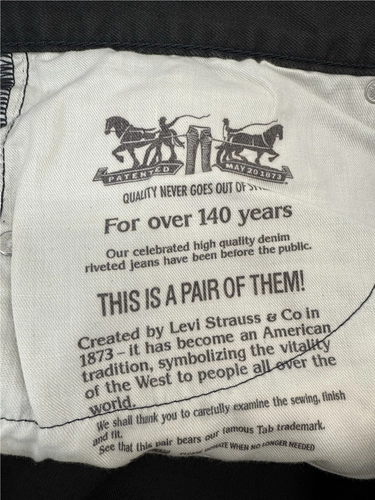 PATENTED MAY 20 1873
QUALITY NEVER GOES OUT OF
For over 140 years
Our celebrated high quality denim
riveted jeans have been before the public.
THIS IS A PAIR OF THEM!
Created by Levi Strauss & Co in
1873 – it has become an American
tradition, symbolizing the vitality
of the West to people all over the
world.
We shall thank you to carefully examine the sewing, finish
and fit.
See that this pair bears our famous Tab trademark.
WHEN NO LONGER NEEDED